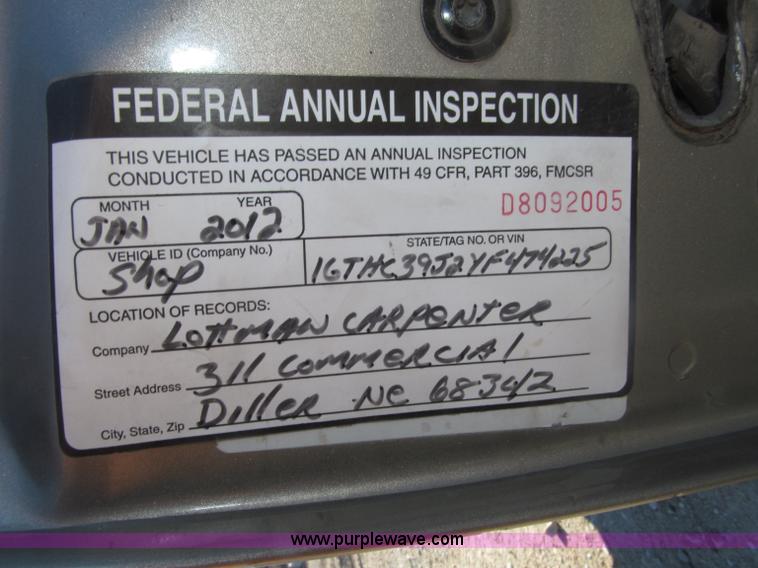 FEDERAL ANNUAL INSPECTION
THIS VEHICLE HAS PASSED AN ANNUAL INSPECTION
CONDUCTED IN ACCORDANCE WITH 49 CFR, PART 396, FMCSR
MONTH YEAR D8092005
JAN 2012
VEHICLE ID (Company No.) STATE/TAG NO. OR VIN
Shop 1GTHC39J2YF474225
LOCATION OF RECORDS:
Company LOTTMAN CARPENTER
Street Address 311 COMMERCIAL
City, State, Zip Diller Ne 68342
www.purplewave.com